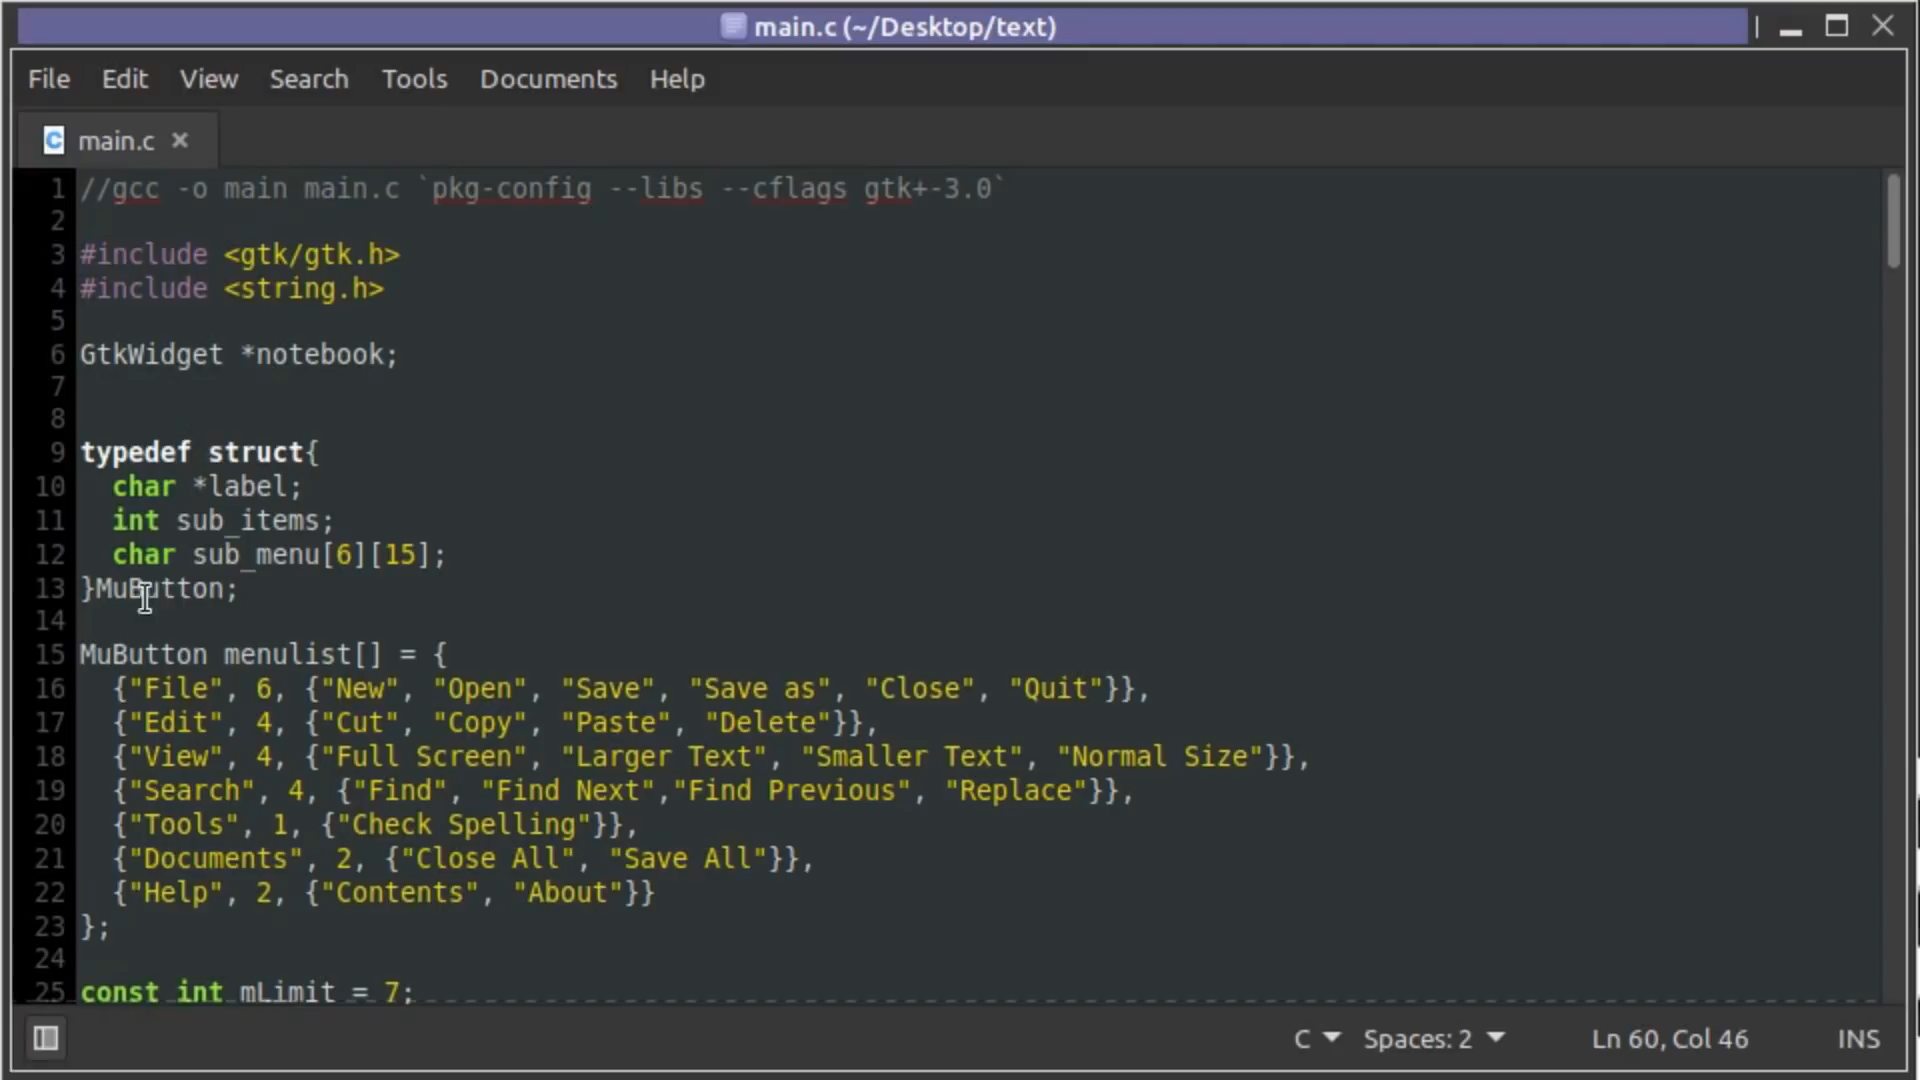 main.c (~/Desktop/text)
File Edit View Search Tools Documents Help
main.c
1 //gcc -o main main.c `pkg-config --libs --cflags gtk+-3.0`
2
3 #include <gtk/gtk.h>
4 #include <string.h>
5
6 GtkWidget *notebook;
7
8
9 typedef struct{
10   char *label;
11   int sub_items;
12   char sub_menu[6][15];
13 }MuButton;
14
15 MuButton menulist[] = {
16   {"File", 6, {"New", "Open", "Save", "Save as", "Close", "Quit"}},
17   {"Edit", 4, {"Cut", "Copy", "Paste", "Delete"}},
18   {"View", 4, {"Full Screen", "Larger Text", "Smaller Text", "Normal Size"}},
19   {"Search", 4, {"Find", "Find Next","Find Previous", "Replace"}},
20   {"Tools", 1, {"Check Spelling"}},
21   {"Documents", 2, {"Close All", "Save All"}},
22   {"Help", 2, {"Contents", "About"}}
23 };
24
25 const int mLimit = 7;
C Spaces: 2 Ln 60, Col 46 INS